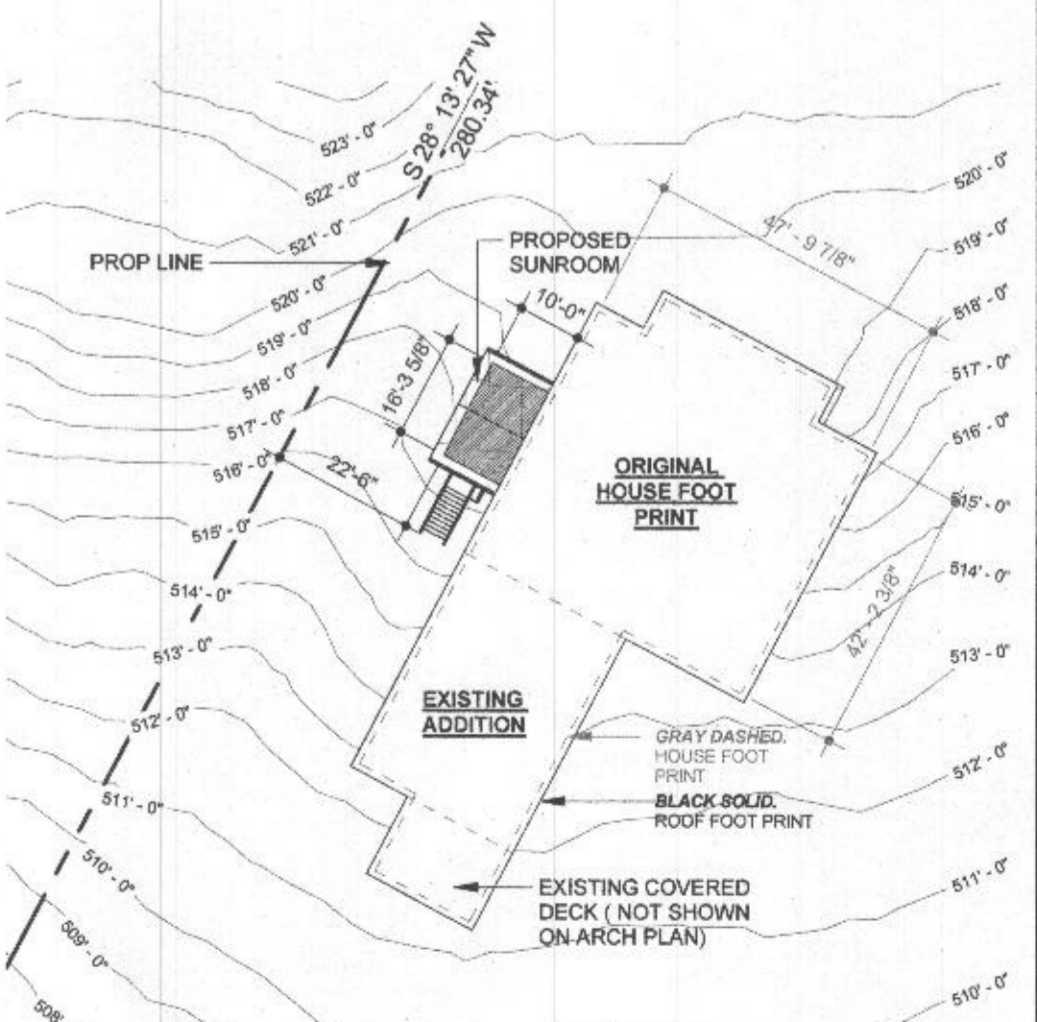 S 28° 13' 27" W
280.34'
523' - 0"
522' - 0"
521' - 0"
520' - 0"
519' - 0"
518' - 0"
517' - 0"
516' - 0"
515' - 0"
514' - 0"
513' - 0"
512' - 0"
511' - 0"
510' - 0"
509' - 0"
508'
PROP LINE
PROPOSED
SUNROOM
10'-0"
16'-3 5/8"
22'-6"
47' - 9 7/8"
42' - 2 3/8"
520' - 0"
519' - 0"
518' - 0"
517' - 0"
516' - 0"
515' - 0"
514' - 0"
513' - 0"
512' - 0"
511' - 0"
510' - 0"
ORIGINAL
HOUSE FOOT
PRINT
EXISTING
ADDITION
GRAY DASHED.
HOUSE FOOT
PRINT
BLACK SOLID.
ROOF FOOT PRINT
EXISTING COVERED
DECK ( NOT SHOWN
ON ARCH PLAN)